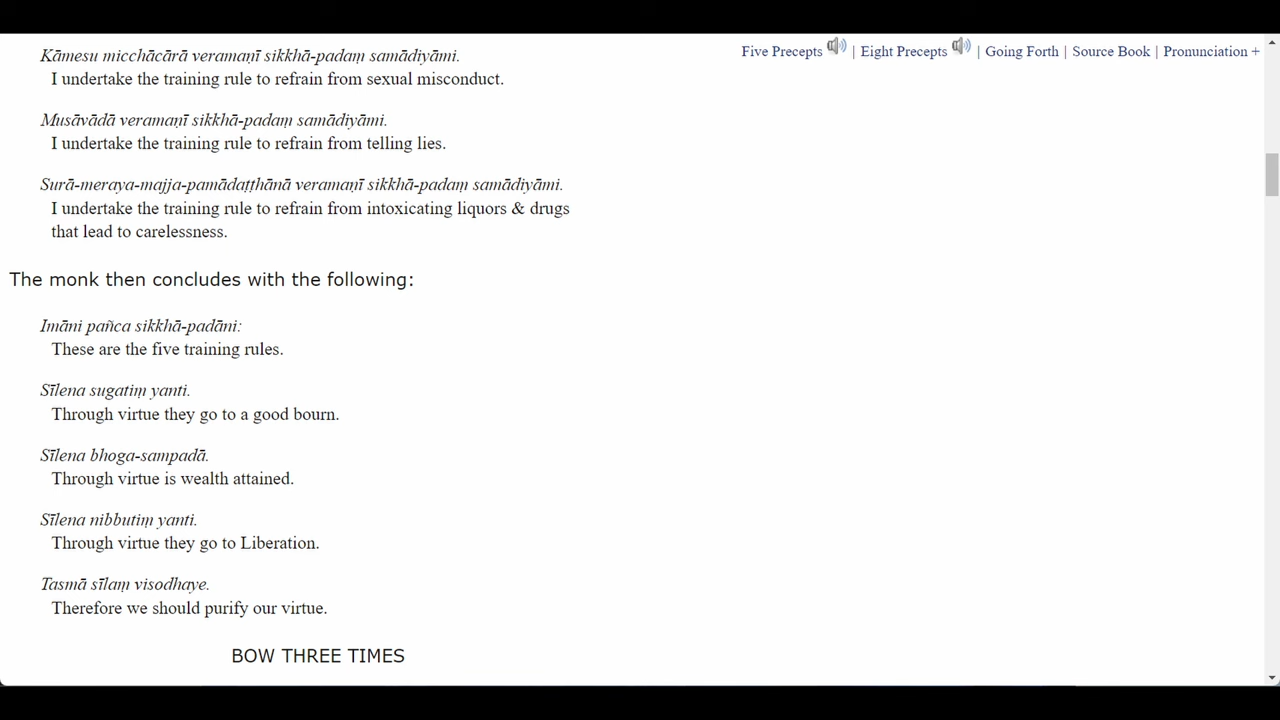 Five Precepts | Eight Precepts | Going Forth | Source Book | Pronunciation +
Kāmesu micchācārā veramaṇī sikkhā-padaṃ samādiyāmi.
I undertake the training rule to refrain from sexual misconduct.
Musāvādā veramaṇī sikkhā-padaṃ samādiyāmi.
I undertake the training rule to refrain from telling lies.
Surā-meraya-majja-pamādaṭṭhānā veramaṇī sikkhā-padaṃ samādiyāmi.
I undertake the training rule to refrain from intoxicating liquors & drugs
that lead to carelessness.
The monk then concludes with the following:
Imāni pañca sikkhā-padāni:
These are the five training rules.
Sīlena sugatiṃ yanti.
Through virtue they go to a good bourn.
Sīlena bhoga-sampadā.
Through virtue is wealth attained.
Sīlena nibbutiṃ yanti.
Through virtue they go to Liberation.
Tasmā sīlaṃ visodhaye.
Therefore we should purify our virtue.
BOW THREE TIMES